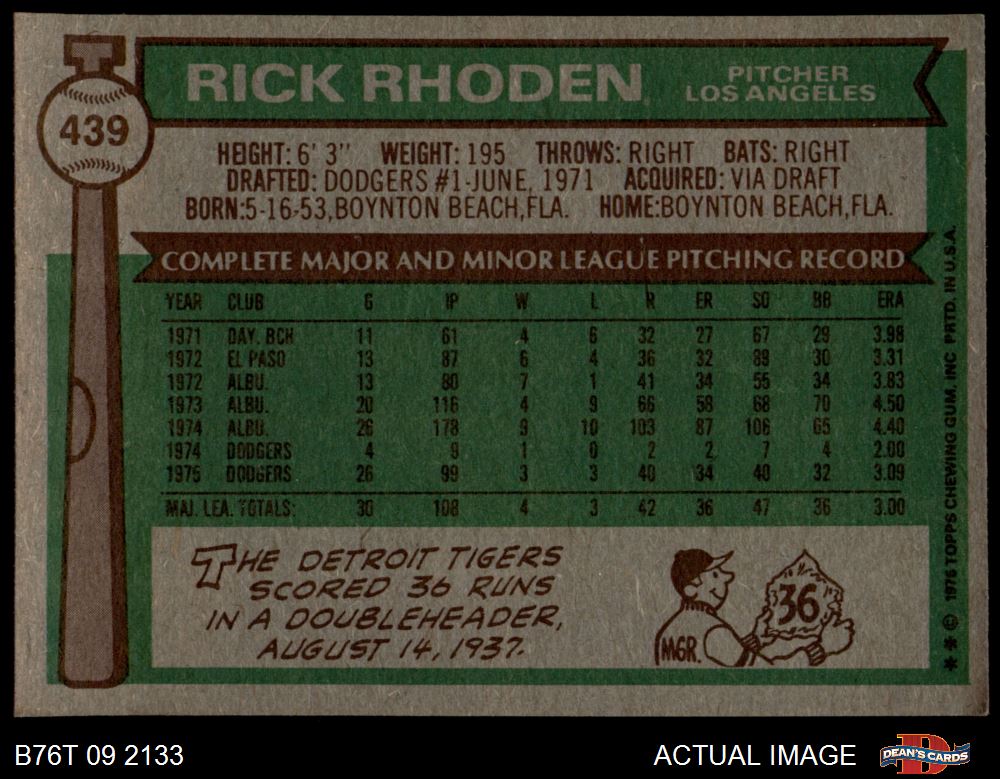 439
RICK RHODEN
PITCHER
LOS ANGELES
HEIGHT: 6' 3" WEIGHT: 195 THROWS: RIGHT BATS: RIGHT
DRAFTED: DODGERS #1-JUNE, 1971 ACQUIRED: VIA DRAFT
BORN:5-16-53,BOYNTON BEACH,FLA. HOME:BOYNTON BEACH,FLA.
COMPLETE MAJOR AND MINOR LEAGUE PITCHING RECORD
YEAR CLUB G IP W L R ER SO BB ERA
1971 DAY. BCH 11 61 4 6 32 27 67 29 3.98
1972 EL PASO 13 87 6 4 36 32 89 30 3.31
1972 ALBU. 13 80 7 1 41 34 55 34 3.83
1973 ALBU. 20 116 4 9 66 58 68 70 4.50
1974 ALBU. 26 178 9 10 103 87 106 65 4.40
1974 DODGERS 4 9 1 0 2 2 7 4 2.00
1975 DODGERS 26 99 3 3 40 34 40 32 3.09
MAJ. LEA. TOTALS: 30 108 4 3 42 36 47 36 3.00
THE DETROIT TIGERS
SCORED 36 RUNS
IN A DOUBLEHEADER,
AUGUST 14, 1937.
MGR.
36
** © 1976 TOPPS CHEWING GUM, INC PRTD. IN U.S.A.
B76T 09 2133
ACTUAL IMAGE
D
DEAN'S CARDS